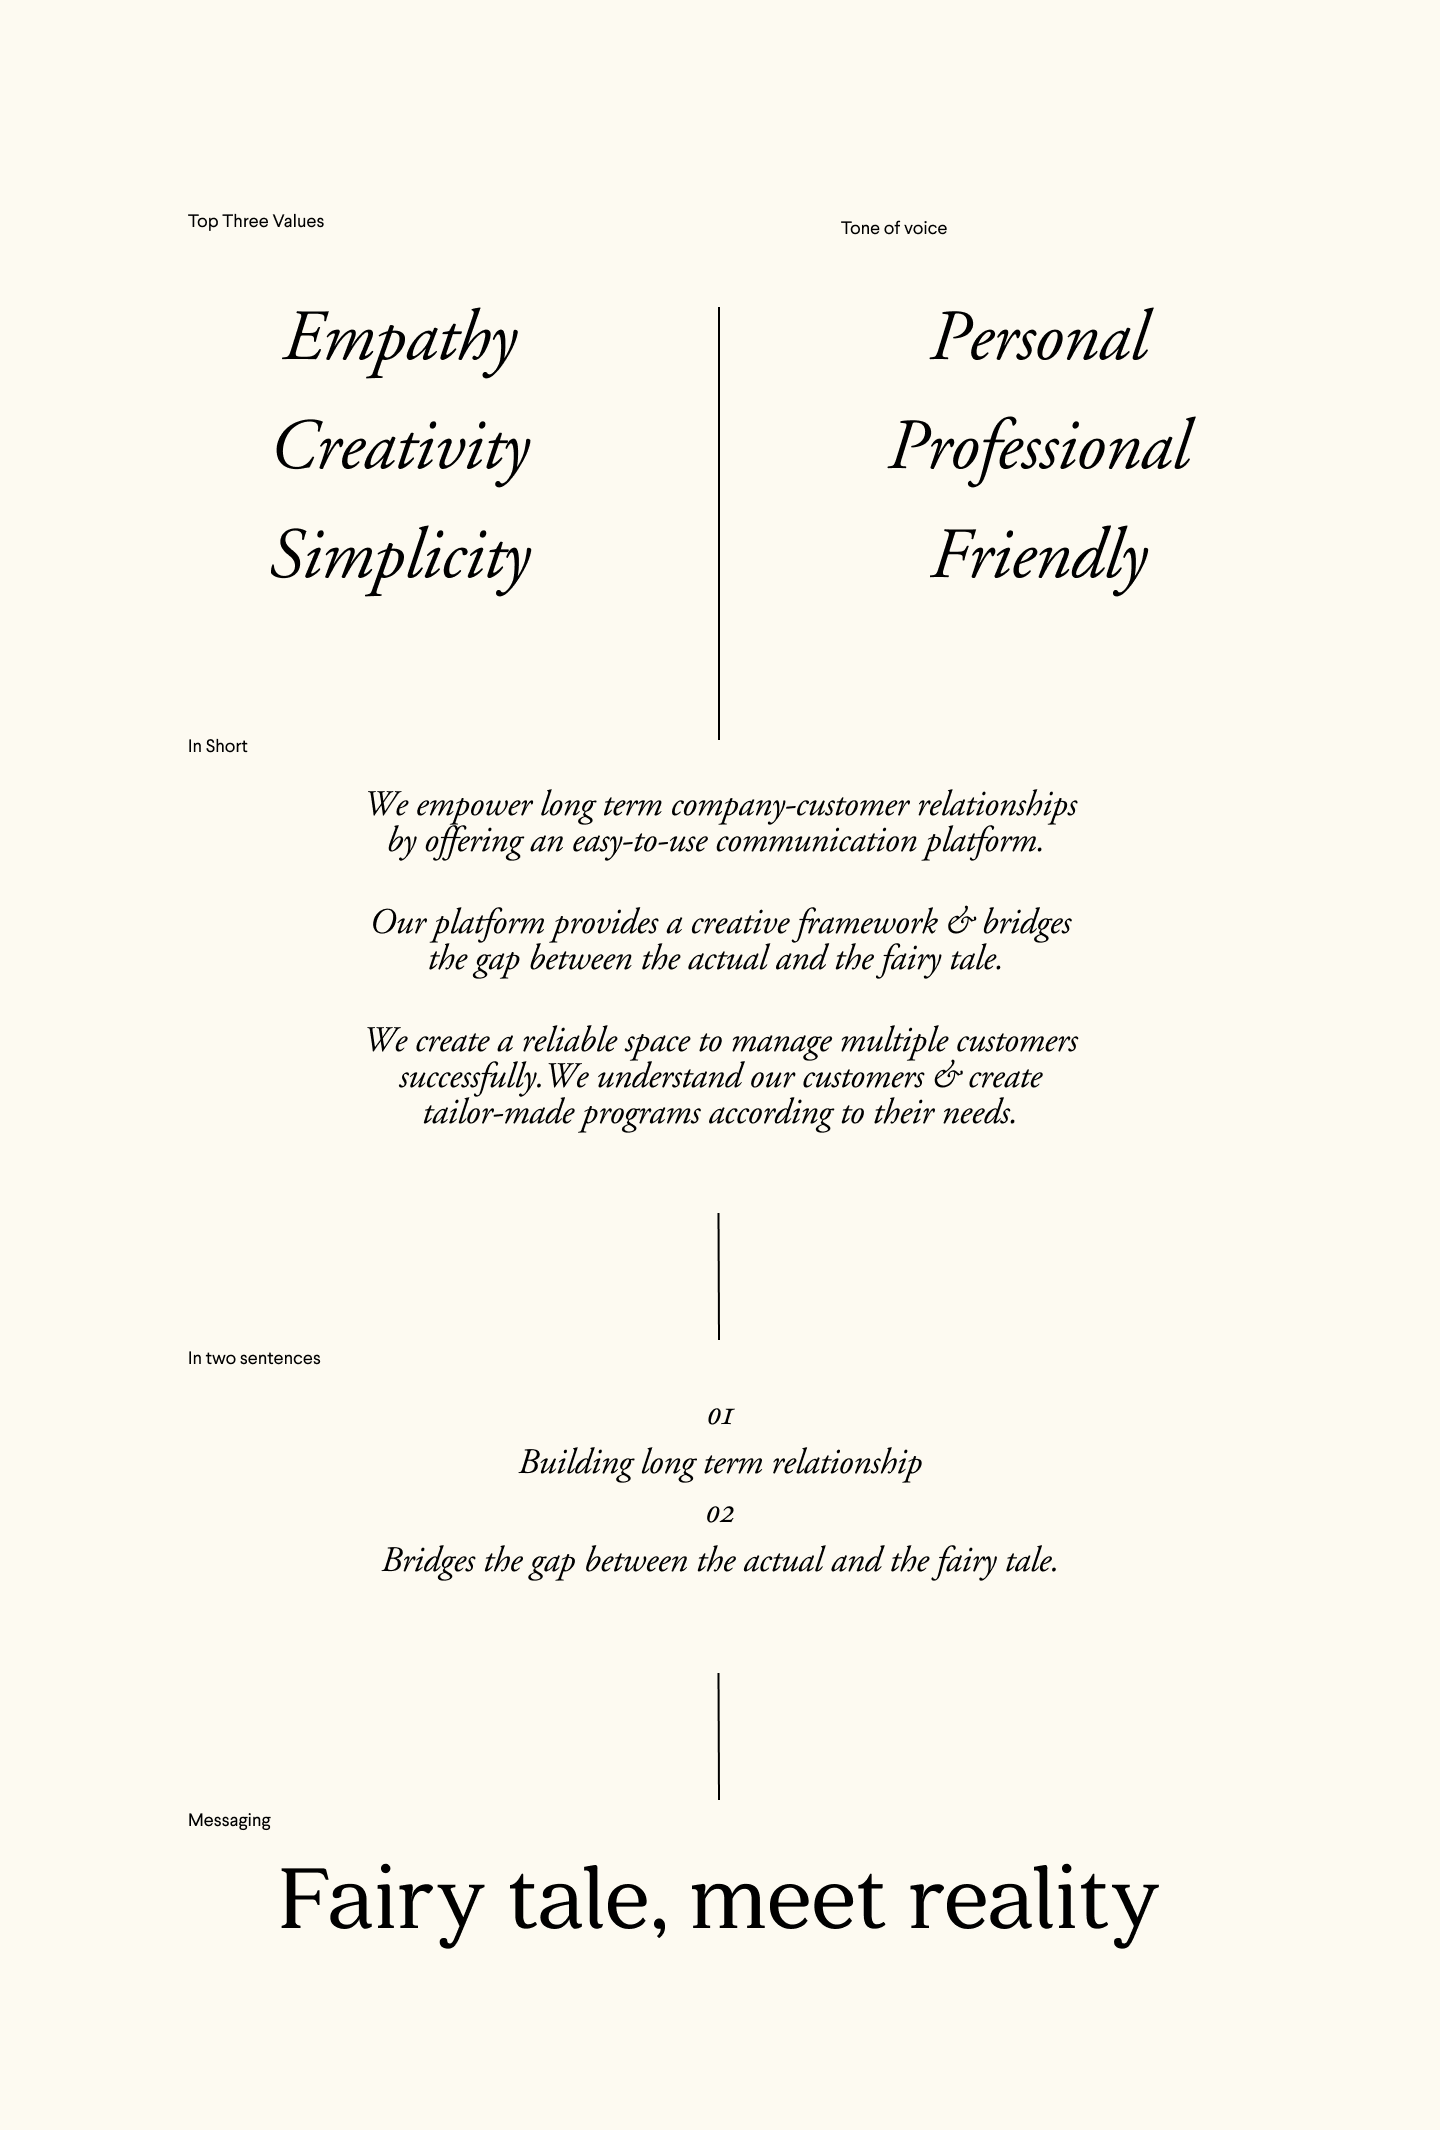 Top Three Values
Empathy
Creativity
Simplicity
Tone of voice
Personal
Professional
Friendly
In Short
We empower long term company-customer relationships
by offering an easy-to-use communication platform.
Our platform provides a creative framework & bridges
the gap between the actual and the fairy tale.
We create a reliable space to manage multiple customers
successfully.We understand our customers & create
tailor-made programs according to their needs.
In two sentences
01
Building long term relationship
02
Bridges the gap between the actual and the fairy tale.
Messaging
Fairy tale, meet reality